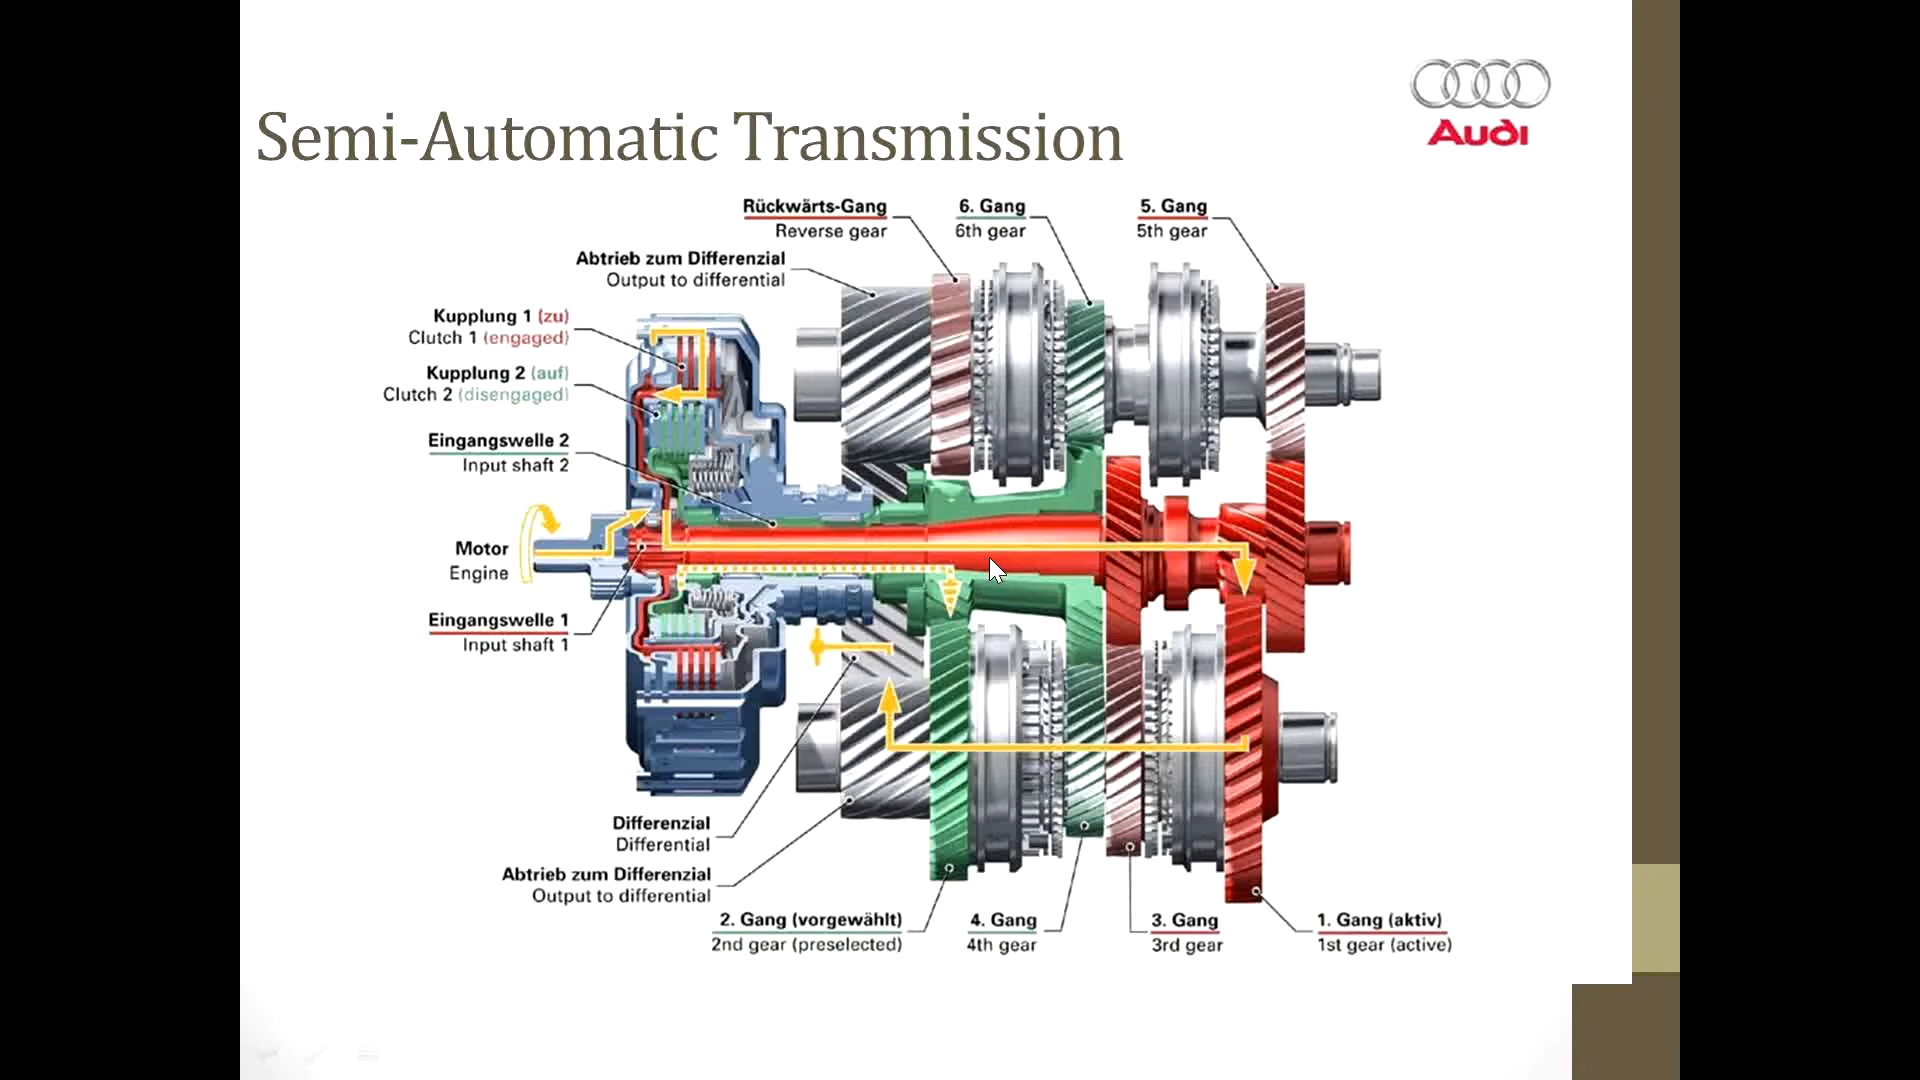 Audi
Semi-Automatic Transmission
Rückwärts-Gang
Reverse gear
6. Gang
6th gear
5. Gang
5th gear
Abtrieb zum Differenzial
Output to differential
Kupplung 1 (zu)
Clutch 1 (engaged)
Kupplung 2 (auf)
Clutch 2 (disengaged)
Eingangswelle 2
Input shaft 2
Motor
Engine
Eingangswelle 1
Input shaft 1
Differenzial
Differential
Abtrieb zum Differenzial
Output to differential
2. Gang (vorgewählt)
2nd gear (preselected)
4. Gang
4th gear
3. Gang
3rd gear
1. Gang (aktiv)
1st gear (active)